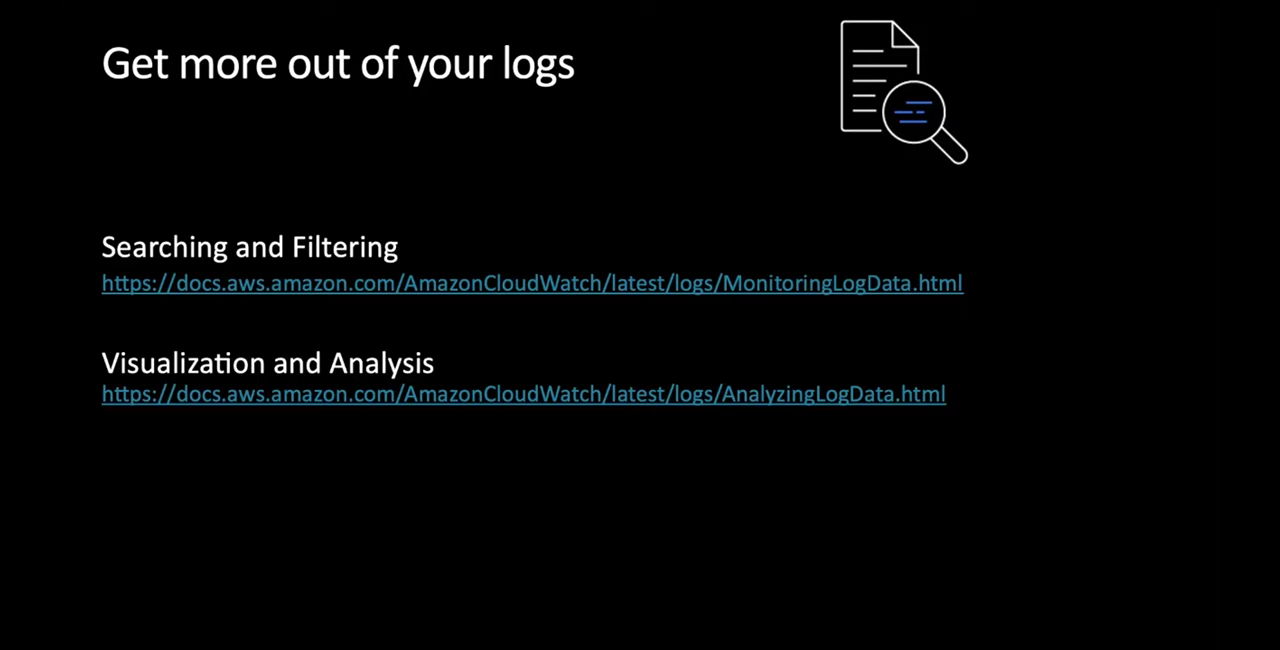 Get more out of your logs
Searching and Filtering
https://docs.aws.amazon.com/AmazonCloudWatch/latest/logs/MonitoringLogData.html
Visualization and Analysis
https://docs.aws.amazon.com/AmazonCloudWatch/latest/logs/AnalyzingLogData.html